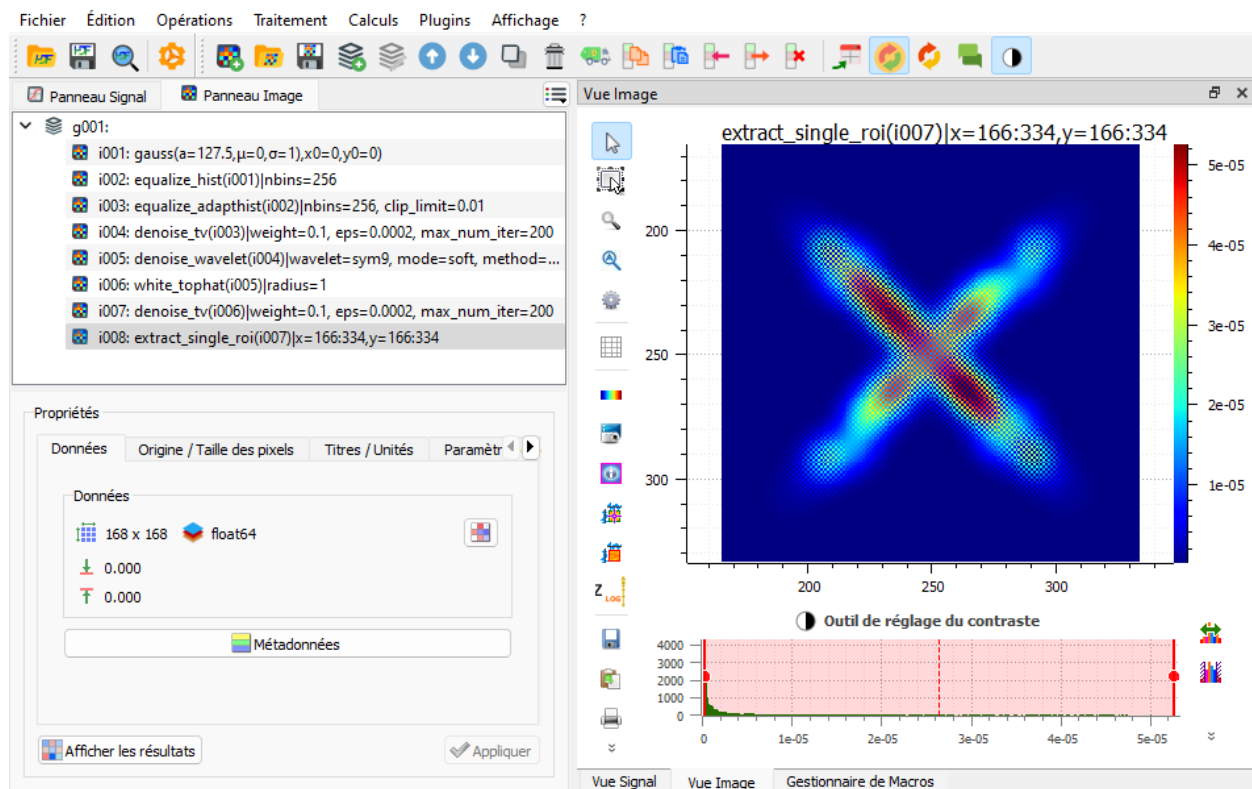 Fichier Édition Opérations Traitement Calculs Plugins Affichage ?
HDF HDF
Panneau Signal Panneau Image
g001:
i001: gauss(a=127.5,μ=0,σ=1),x0=0,y0=0)
i002: equalize_hist(i001)|nbins=256
i003: equalize_adapthist(i002)|nbins=256, clip_limit=0.01
i004: denoise_tv(i003)|weight=0.1, eps=0.0002, max_num_iter=200
i005: denoise_wavelet(i004)|wavelet=sym9, mode=soft, method=...
i006: white_tophat(i005)|radius=1
i007: denoise_tv(i006)|weight=0.1, eps=0.0002, max_num_iter=200
i008: extract_single_roi(i007)|x=166:334,y=166:334
Propriétés
Données Origine / Taille des pixels Titres / Unités Paramètr
Données
168 x 168 float64
0.000
0.000
Métadonnées
Afficher les résultats Appliquer
Vue Image
extract_single_roi(i007)|x=166:334,y=166:334
200
250
300
200 250 300
5e-05
4e-05
3e-05
2e-05
1e-05
Z LOG
Outil de réglage du contraste
4000
3000
2000
1000
0
0 1e-05 2e-05 3e-05 4e-05 5e-05
Vue Signal Vue Image Gestionnaire de Macros